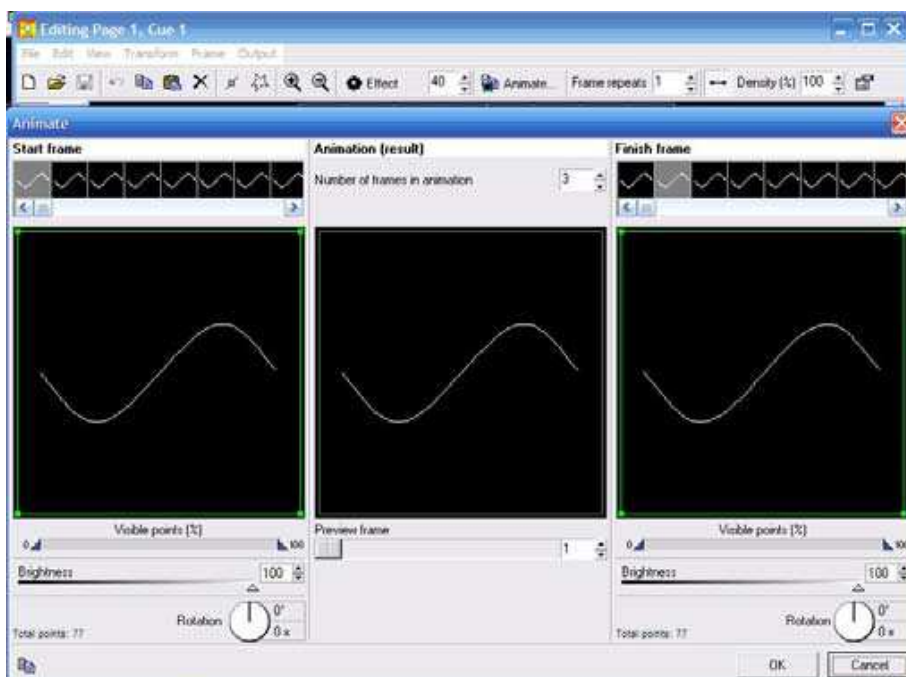 Editing Page 1, Cue 1
File Edit View Transform Frame Output
Effect 40 Animate... Frame repeats 1 Density (%) 100
Animate
Start frame Animation (result) Finish frame
Number of frames in animation 3
Visible points (%) Preview frame Visible points (%)
0 100 1 0 100
Brightness 100 Brightness 100
Rotation 0° Rotation 0°
Total points: 77 0 x Total points: 77 0 x
OK Cancel